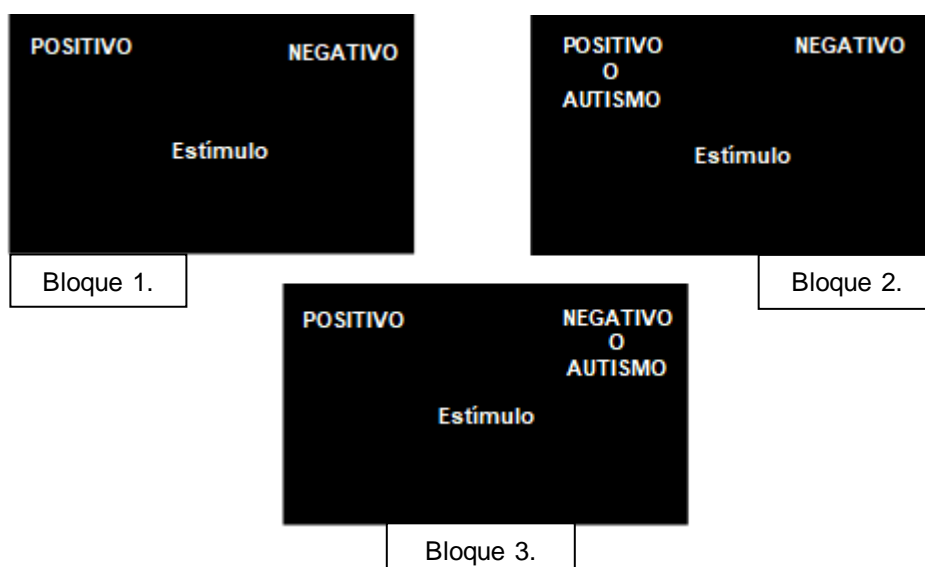 POSITIVO
NEGATIVO
Estímulo
Bloque 1.
POSITIVO
O
AUTISMO
NEGATIVO
Estímulo
Bloque 2.
POSITIVO
NEGATIVO
O
AUTISMO
Estímulo
Bloque 3.